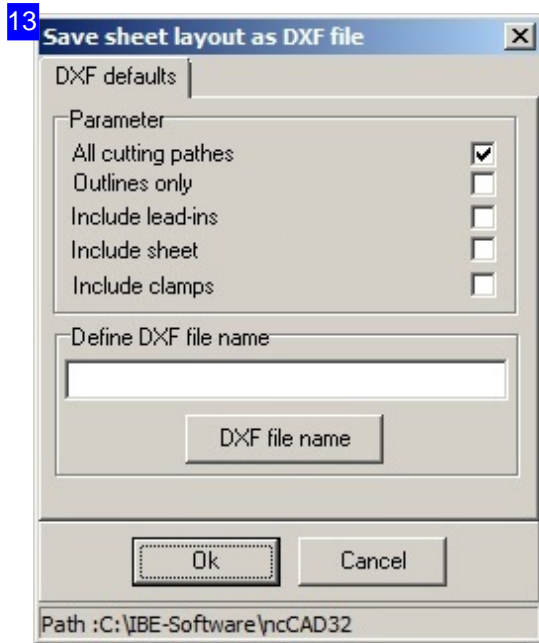 13
Save sheet layout as DXF file
DXF defaults
Parameter
All cutting pathes
Outlines only
Include lead-ins
Include sheet
Include clamps
Define DXF file name
DXF file name
Ok Cancel
Path :C:\IBE-Software\ncCAD32